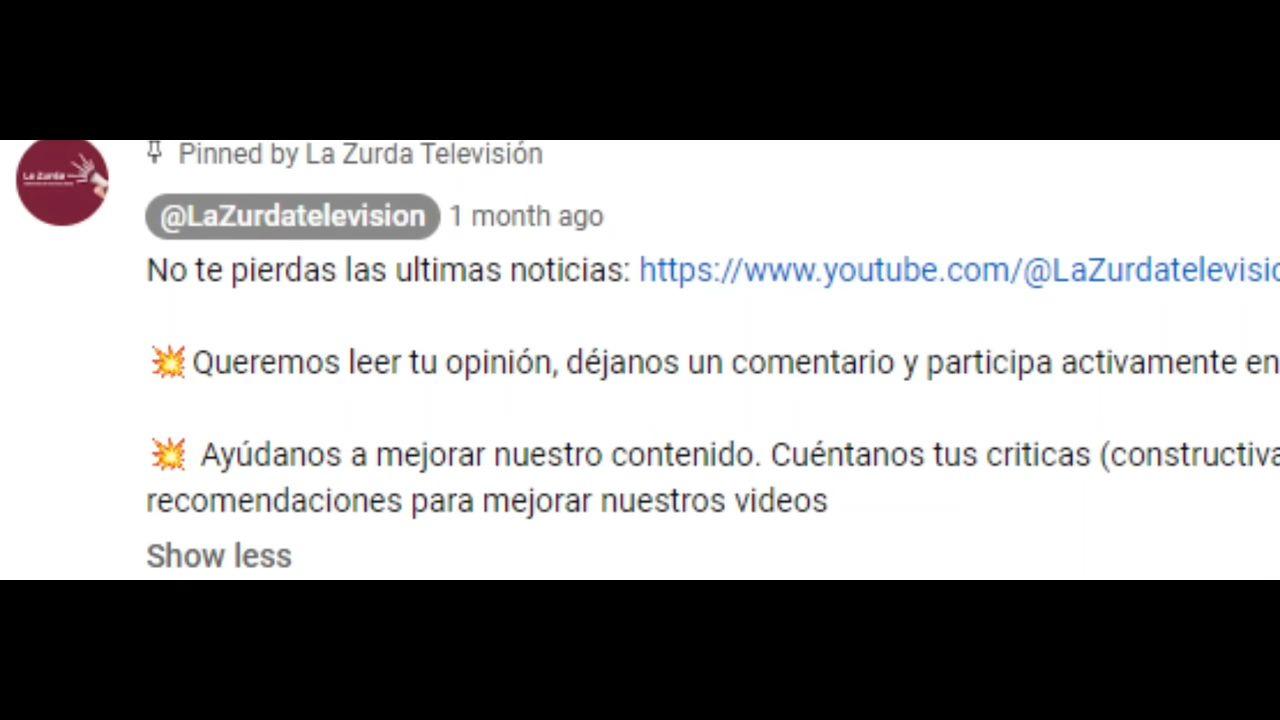 Pinned by La Zurda Televisión
@LaZurdatelevision 1 month ago
No te pierdas las ultimas noticias: https://www.youtube.com/@LaZurdatelevisio
💥 Queremos leer tu opinión, déjanos un comentario y participa activamente en
💥 Ayúdanos a mejorar nuestro contenido. Cuéntanos tus criticas (constructiva
recomendaciones para mejorar nuestros videos
Show less
La Zurda